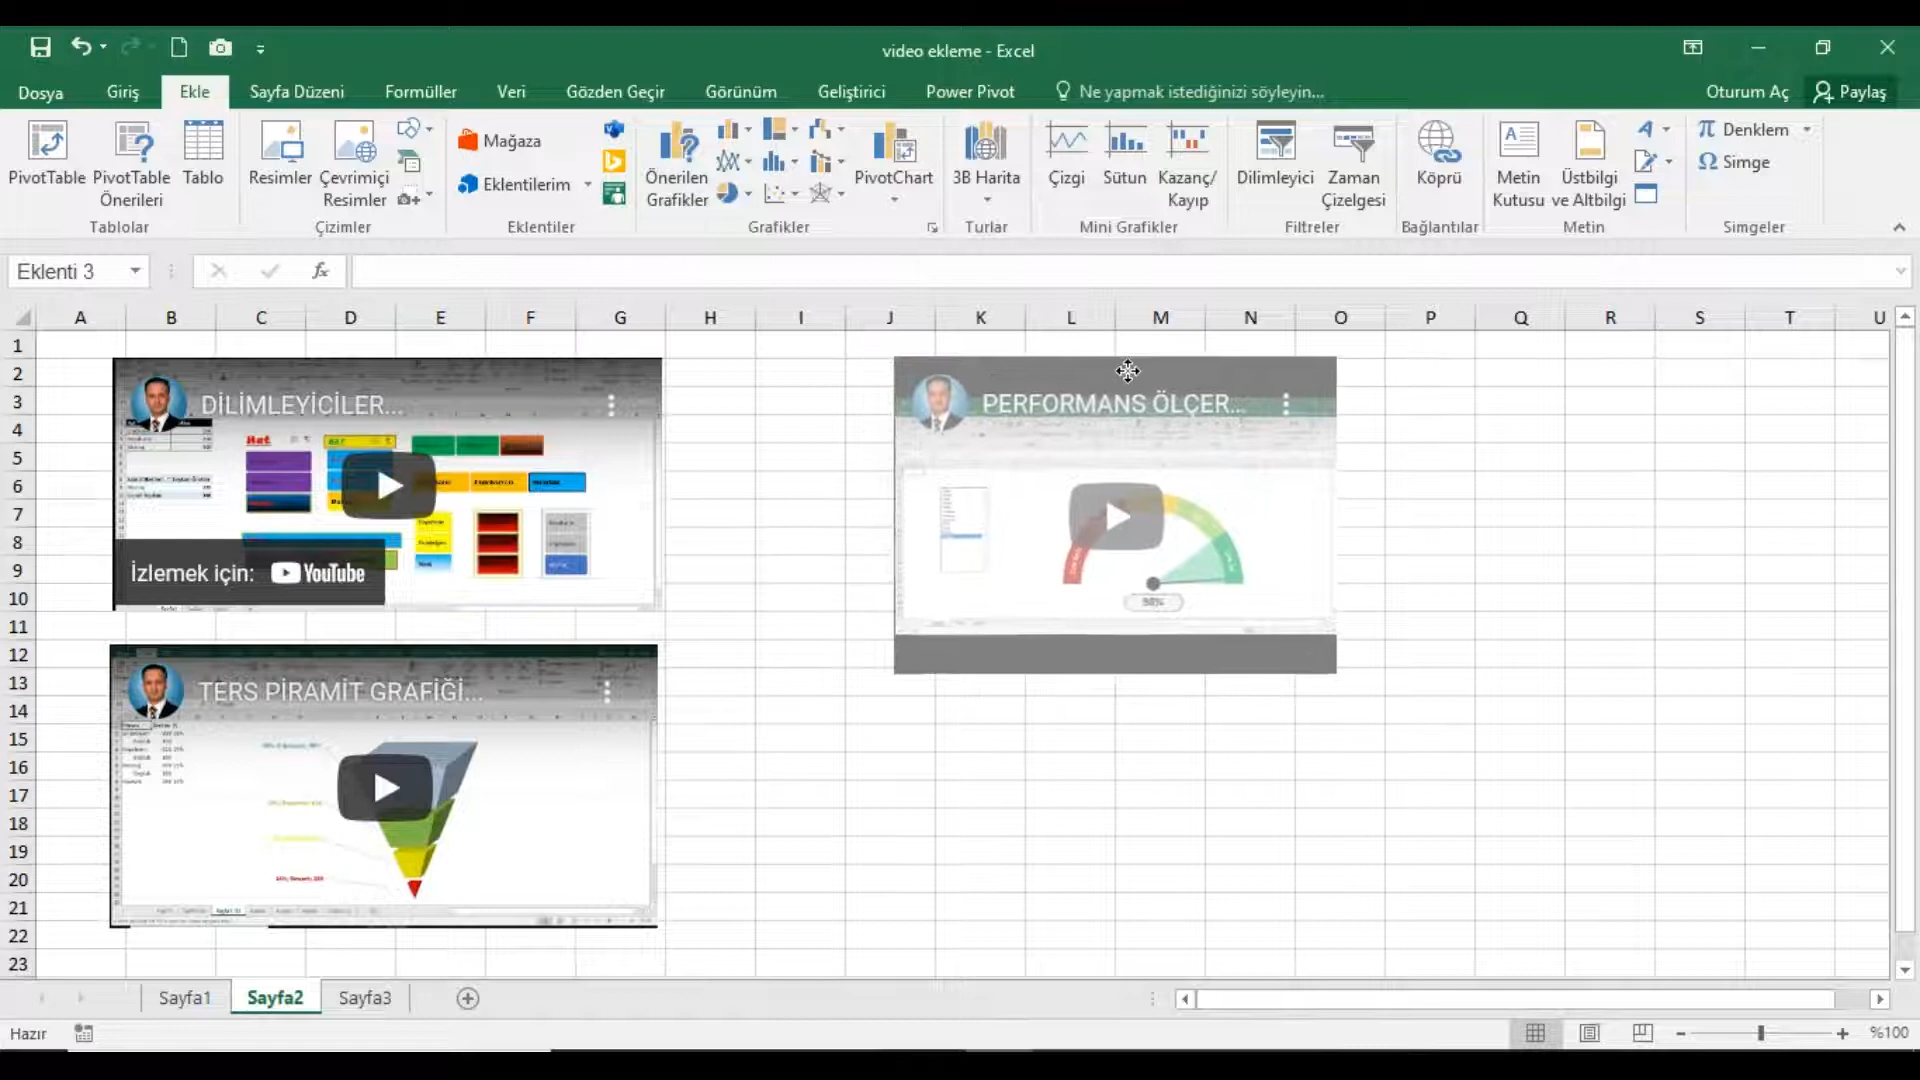 video ekleme - Excel
Dosya Giriş Ekle Sayfa Düzeni Formüller Veri Gözden Geçir Görünüm Geliştirici Power Pivot Ne yapmak istediğinizi söyleyin... Oturum Aç Paylaş
PivotTable
PivotTable Önerileri
Tablo
Tablolar
Resimler
Çevrimiçi Resimler
Çizimler
Mağaza
Eklentilerim
Eklentiler
Önerilen Grafikler
PivotChart
Grafikler
3B Harita
Turlar
Çizgi
Sütun
Kazanç/ Kayıp
Mini Grafikler
Dilimleyici
Zaman Çizelgesi
Filtreler
Köprü
Bağlantılar
Metin Kutusu
Üstbilgi ve Altbilgi
Metin
Denklem
Simge
Simgeler
Eklenti 3
fx
A B C D E F G H I J K L M N O P Q R S T U
1
2
3
4
5
6
7
8
9
10
11
12
13
14
15
16
17
18
19
20
21
22
23
DİLİMLEYİCİLER...
İzlemek için: YouTube
TERS PİRAMİT GRAFİĞİ...
PERFORMANS ÖLÇER...
Sayfa1 Sayfa2 Sayfa3
Hazır
%100